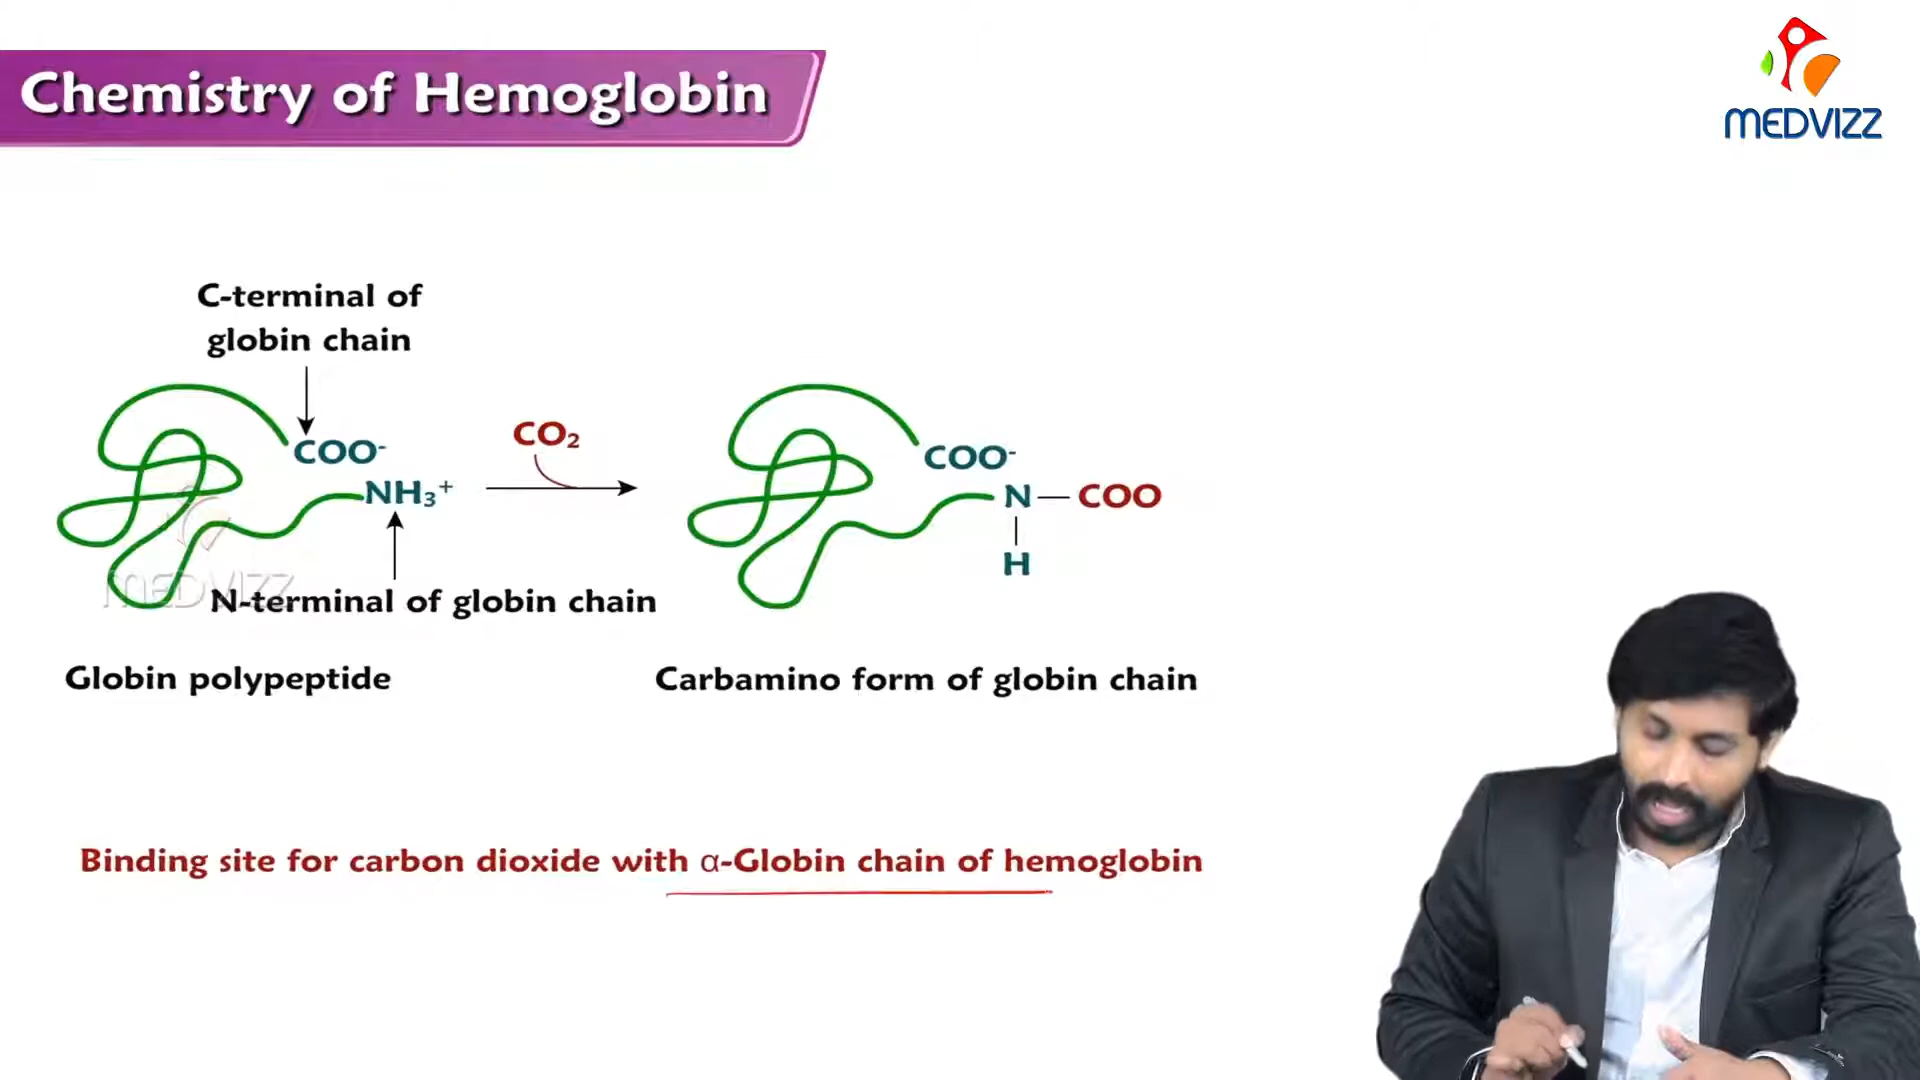 Chemistry of Hemoglobin
MEDVIZZ
C-terminal of
globin chain
COO⁻
NH₃⁺
CO₂
COO⁻
N — COO
H
MEDVIZZ
N-terminal of globin chain
Globin polypeptide
Carbamino form of globin chain
Binding site for carbon dioxide with α-Globin chain of hemoglobin